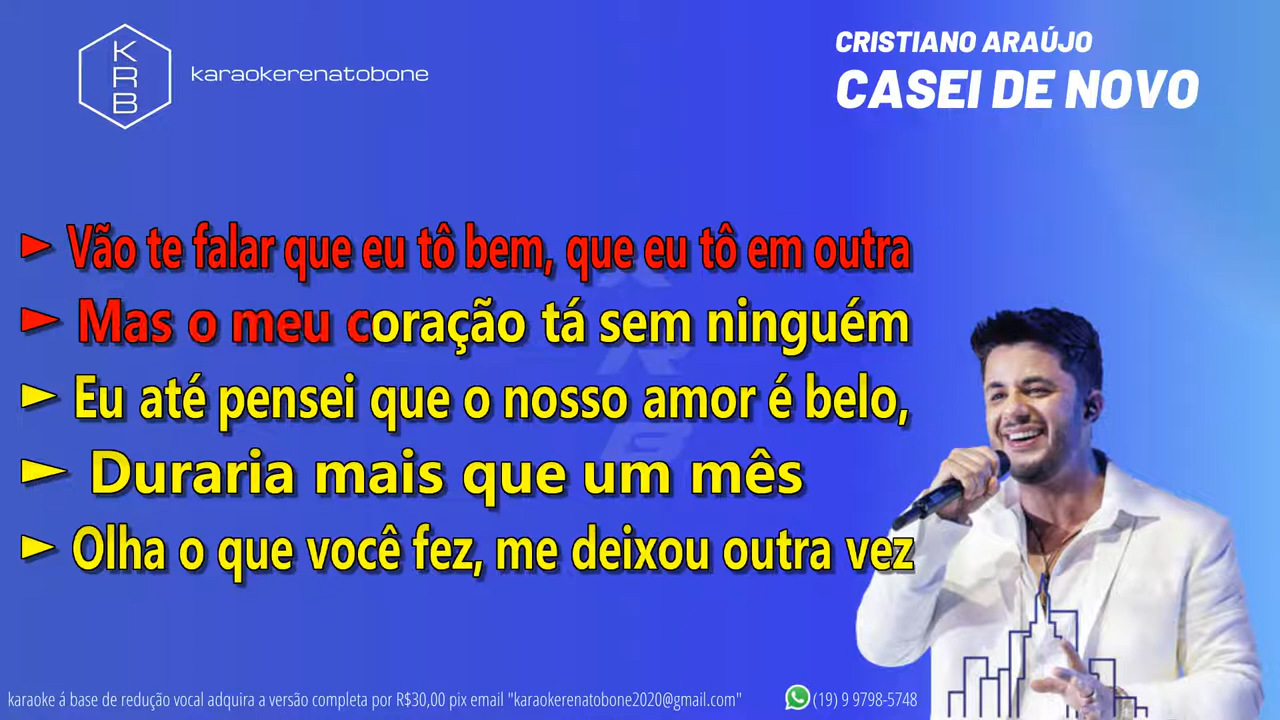 KRB
karaokerenatobone
CRISTIANO ARAÚJO
CASEI DE NOVO
► Vão te falar que eu tô bem, que eu tô em outra
► Mas o meu coração tá sem ninguém
► Eu até pensei que o nosso amor é belo,
► Duraria mais que um mês
► Olha o que você fez, me deixou outra vez
karaoke á base de redução vocal adquira a versão completa por R$30,00 pix email "karaokerenatobone2020@gmail.com" (19) 9 9798-5748